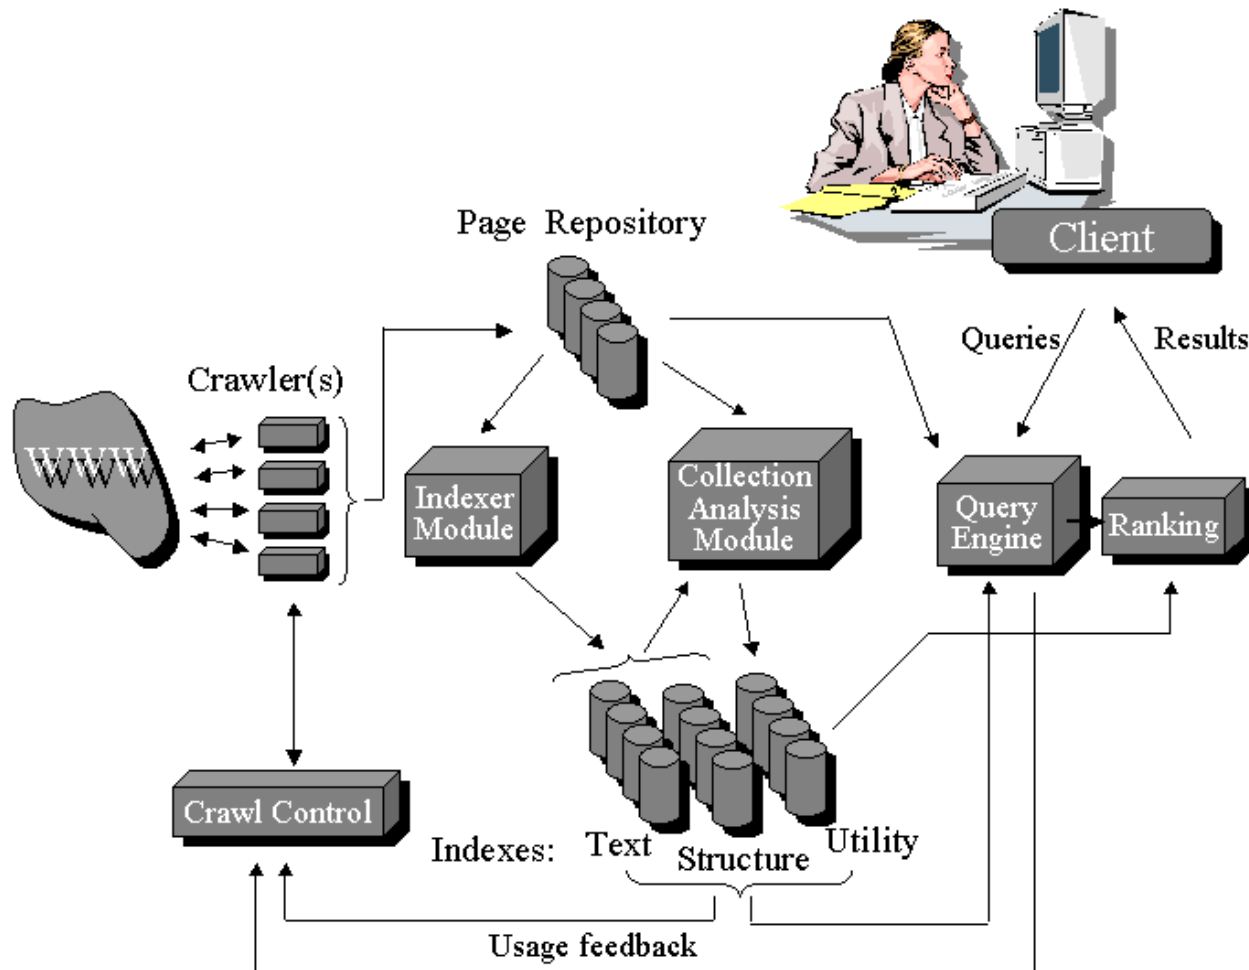 Page Repository
Client
Queries
Results
Crawler(s)
WWW
Indexer
Module
Collection
Analysis
Module
Query
Engine
Ranking
Crawl Control
Indexes:
Text
Structure
Utility
Usage feedback